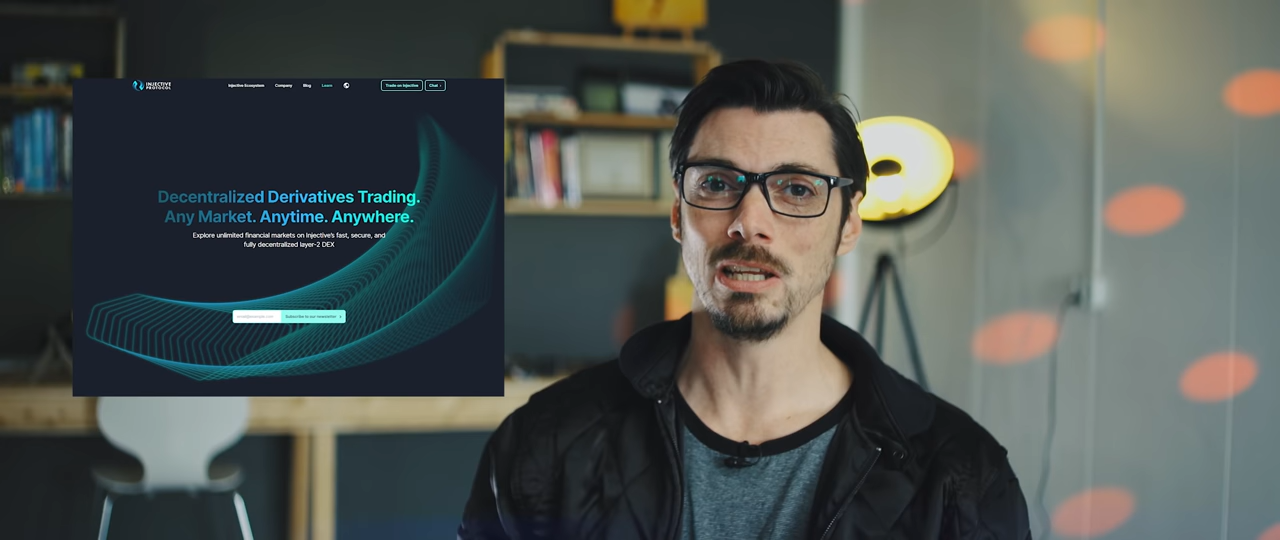 INJECTIVE
PROTOCOL
Injective Ecosystem Company Blog Learn Trade on Injective Chat
Decentralized Derivatives Trading.
Any Market. Anytime. Anywhere.
Explore unlimited financial markets on Injective's fast, secure, and
fully decentralized layer-2 DEX
Subscribe to our newsletter